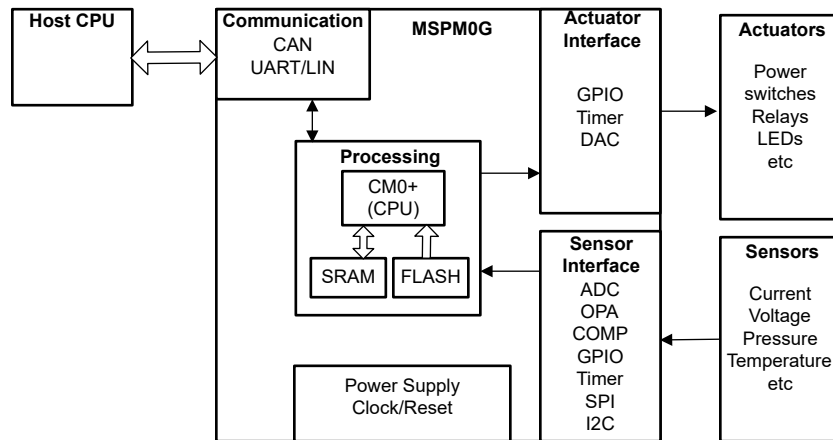 Host CPU
Communication
CAN
UART/LIN
MSPM0G
Actuator
Interface
GPIO
Timer
DAC
Actuators
Power
switches
Relays
LEDs
etc
Processing
CM0+
(CPU)
SRAM
FLASH
Sensor
Interface
ADC
OPA
COMP
GPIO
Timer
SPI
I2C
Sensors
Current
Voltage
Pressure
Temperature
etc
Power Supply
Clock/Reset